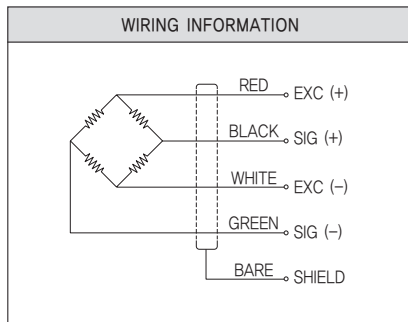 WIRING INFORMATION
RED EXC (+)
BLACK SIG (+)
WHITE EXC (-)
GREEN SIG (-)
BARE SHIELD